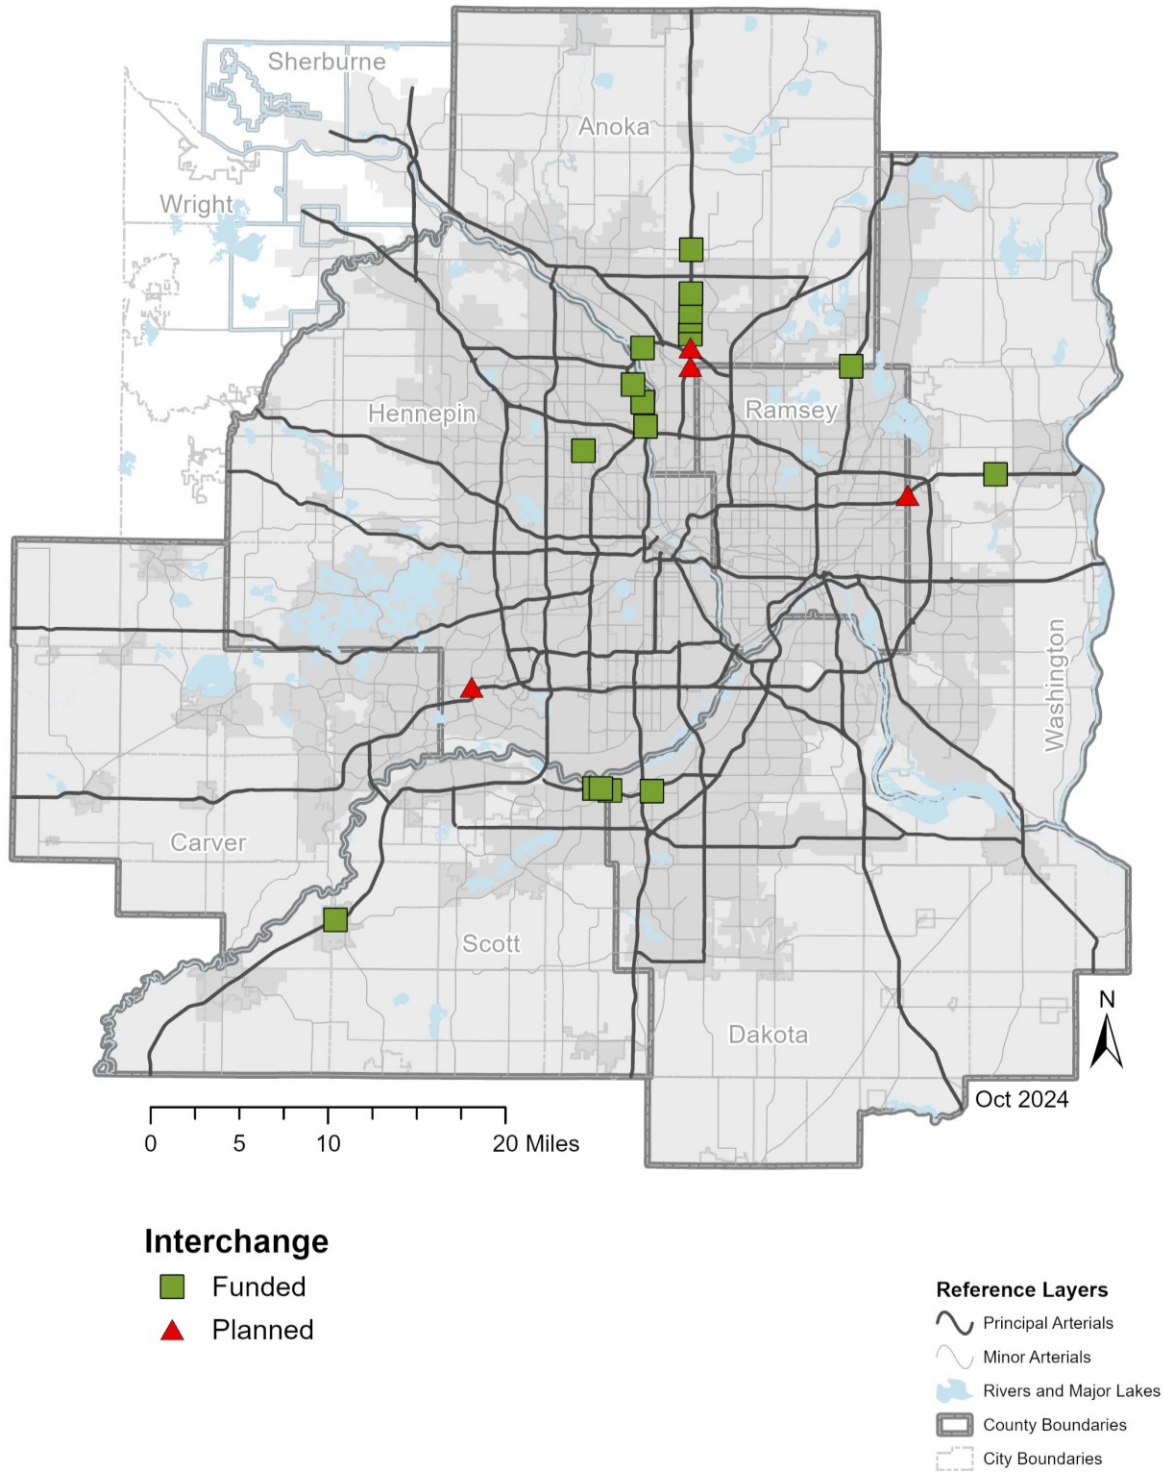 Sherburne
Anoka
Wright
Hennepin
Ramsey
Washington
Carver
Scott
Dakota
N
Oct 2024
0 5 10 20 Miles
Interchange
Funded
Planned
Reference Layers
Principal Arterials
Minor Arterials
Rivers and Major Lakes
County Boundaries
City Boundaries